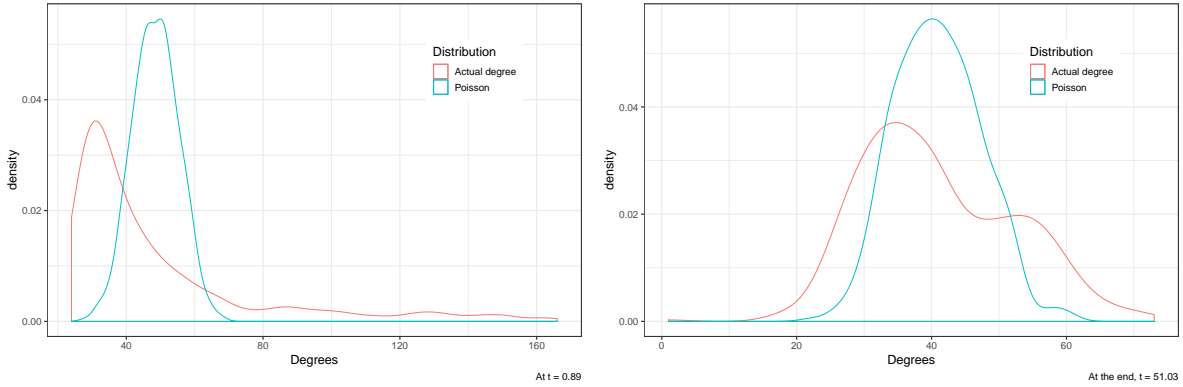 Distribution
Actual degree
Poisson
density
0.04
0.02
0.00
40
80
120
160
Degrees
At t = 0.89
Distribution
Actual degree
Poisson
density
0.04
0.02
0.00
0
20
40
60
Degrees
At the end, t = 51.03